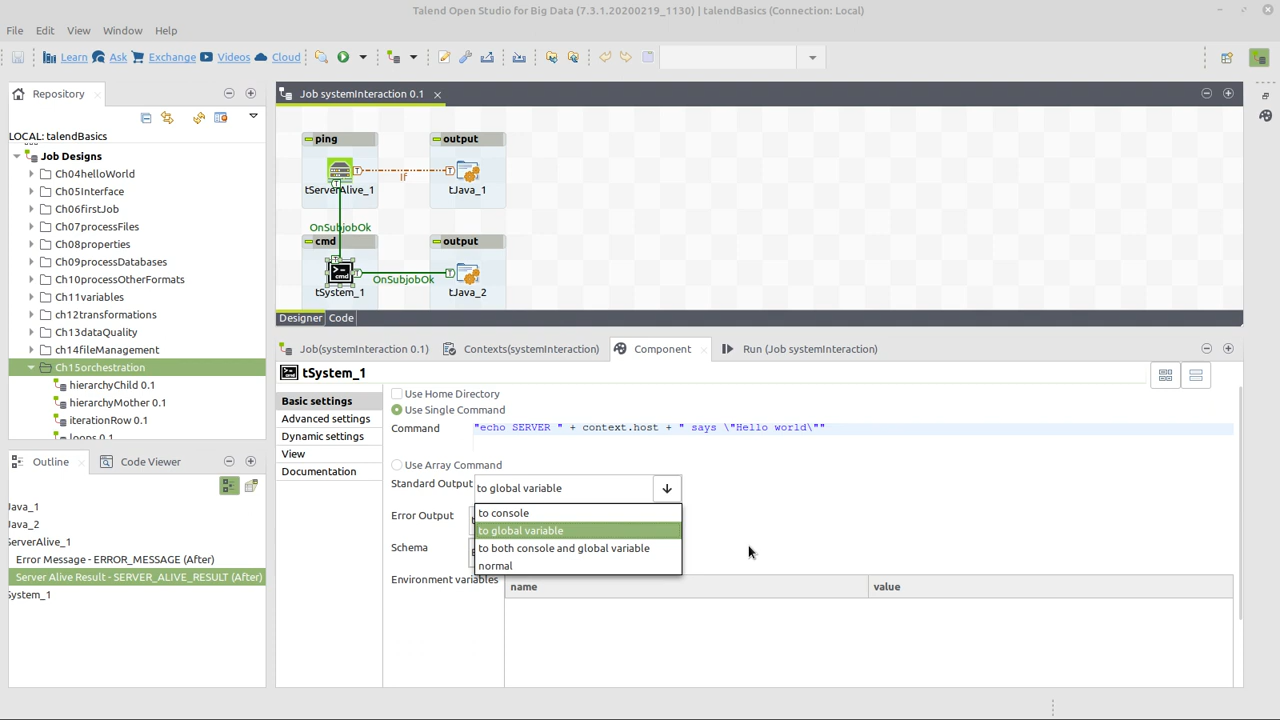 Talend Open Studio for Big Data (7.3.1.20200219_1130) | talendBasics (Connection: Local)
File Edit View Window Help
Learn Ask Exchange Videos Cloud
Repository
LOCAL: talendBasics
Job Designs
Ch04helloWorld
Ch05Interface
Ch06firstJob
Ch07processFiles
Ch08properties
Ch09processDatabases
Ch10processOtherFormats
Ch11variables
ch12transformations
Ch13dataQuality
ch14fileManagement
Ch15orchestration
hierarchyChild 0.1
hierarchyMother 0.1
iterationRow 0.1
loops 0.1
Outline Code Viewer
Java_1
Java_2
ServerAlive_1
Error Message - ERROR_MESSAGE (After)
Server Alive Result - SERVER_ALIVE_RESULT (After)
System_1
Job systemInteraction 0.1
ping output
If
tServerAlive_1 tJava_1
OnSubjobOk
cmd output
cmd
OnSubjobOk
tSystem_1 tJava_2
Designer Code
Job(systemInteraction 0.1) Contexts(systemInteraction) Component Run (Job systemInteraction)
tSystem_1
Basic settings
Advanced settings
Dynamic settings
View
Documentation
Use Home Directory
Use Single Command
Command "echo SERVER " + context.host + " says \"Hello world\""
Use Array Command
Standard Output to global variable
to console
to global variable
to both console and global variable
normal
Error Output
Schema
Environment variables
name value